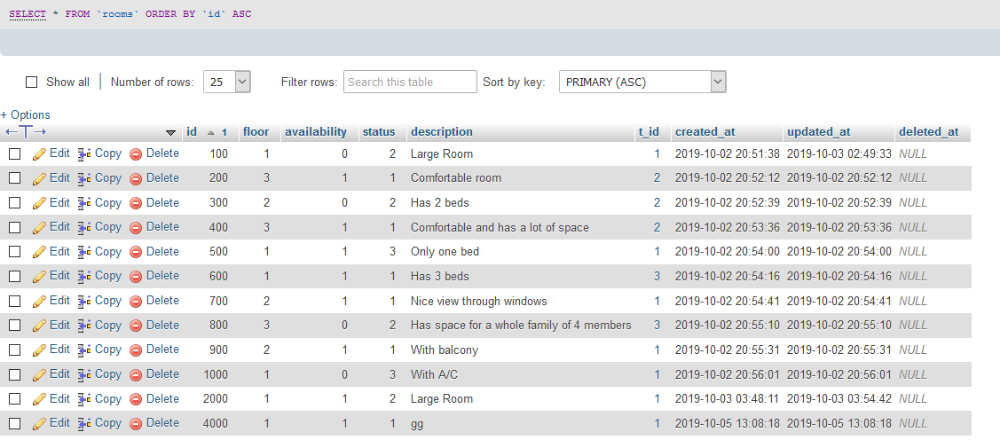 SELECT * FROM `rooms` ORDER BY `id` ASC
Show all Number of rows: 25 Filter rows: Search this table Sort by key: PRIMARY (ASC)
+ Options
id 1 floor availability status description t_id created_at updated_at deleted_at
Edit Copy Delete 100 1 0 2 Large Room 1 2019-10-02 20:51:38 2019-10-03 02:49:33 NULL
Edit Copy Delete 200 3 1 1 Comfortable room 2 2019-10-02 20:52:12 2019-10-02 20:52:12 NULL
Edit Copy Delete 300 2 0 2 Has 2 beds 2 2019-10-02 20:52:39 2019-10-02 20:52:39 NULL
Edit Copy Delete 400 3 1 1 Comfortable and has a lot of space 2 2019-10-02 20:53:36 2019-10-02 20:53:36 NULL
Edit Copy Delete 500 1 1 3 Only one bed 1 2019-10-02 20:54:00 2019-10-02 20:54:00 NULL
Edit Copy Delete 600 1 1 1 Has 3 beds 3 2019-10-02 20:54:16 2019-10-02 20:54:16 NULL
Edit Copy Delete 700 2 1 1 Nice view through windows 1 2019-10-02 20:54:41 2019-10-02 20:54:41 NULL
Edit Copy Delete 800 3 0 2 Has space for a whole family of 4 members 3 2019-10-02 20:55:10 2019-10-02 20:55:10 NULL
Edit Copy Delete 900 2 1 1 With balcony 1 2019-10-02 20:55:31 2019-10-02 20:55:31 NULL
Edit Copy Delete 1000 1 0 3 With A/C 1 2019-10-02 20:56:01 2019-10-02 20:56:01 NULL
Edit Copy Delete 2000 1 1 2 Large Room 1 2019-10-03 03:48:11 2019-10-03 03:54:42 NULL
Edit Copy Delete 4000 1 1 1 gg 1 2019-10-05 13:08:18 2019-10-05 13:08:18 NULL